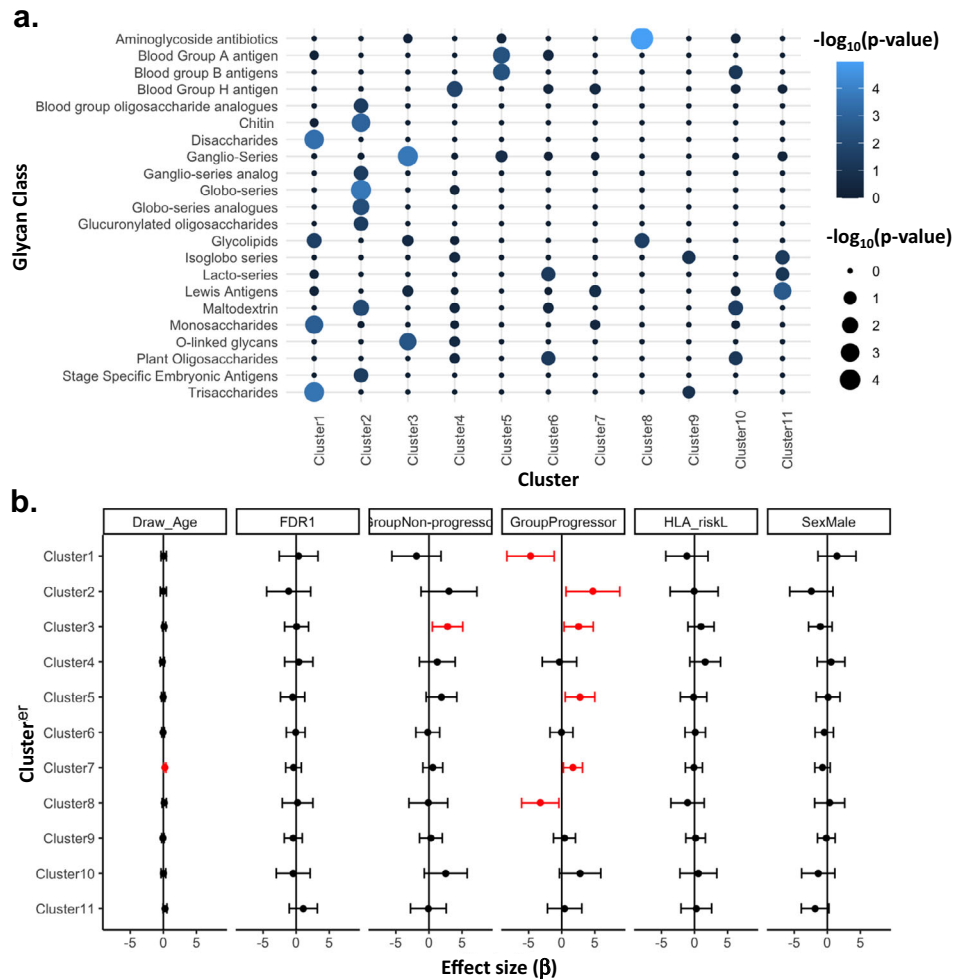 a.
Glycan Class
Aminoglycoside antibiotics
Blood Group A antigen
Blood group B antigens
Blood Group H antigen
Blood group oligosaccharide analogues
Chitin
Disaccharides
Ganglio-Series
Ganglio-series analog
Globo-series
Globo-series analogues
Glucuronylated oligosaccharides
Glycolipids
Isoglobo series
Lacto-series
Lewis Antigens
Maltodextrin
Monosaccharides
O-linked glycans
Plant Oligosaccharides
Stage Specific Embryonic Antigens
Trisaccharides
Cluster1
Cluster2
Cluster3
Cluster4
Cluster5
Cluster6
Cluster7
Cluster8
Cluster9
Cluster10
Cluster11
Cluster
-log10(p-value)
4
3
2
1
0
-log10(p-value)
0
1
2
3
4
b.
Draw_Age
FDR1
GroupNon-progressor
GroupProgressor
HLA_riskL
SexMale
Clusterer
Cluster1
Cluster2
Cluster3
Cluster4
Cluster5
Cluster6
Cluster7
Cluster8
Cluster9
Cluster10
Cluster11
-5 0 5 -5 0 5 -5 0 5 -5 0 5 -5 0 5 -5 0 5
Effect size (β)